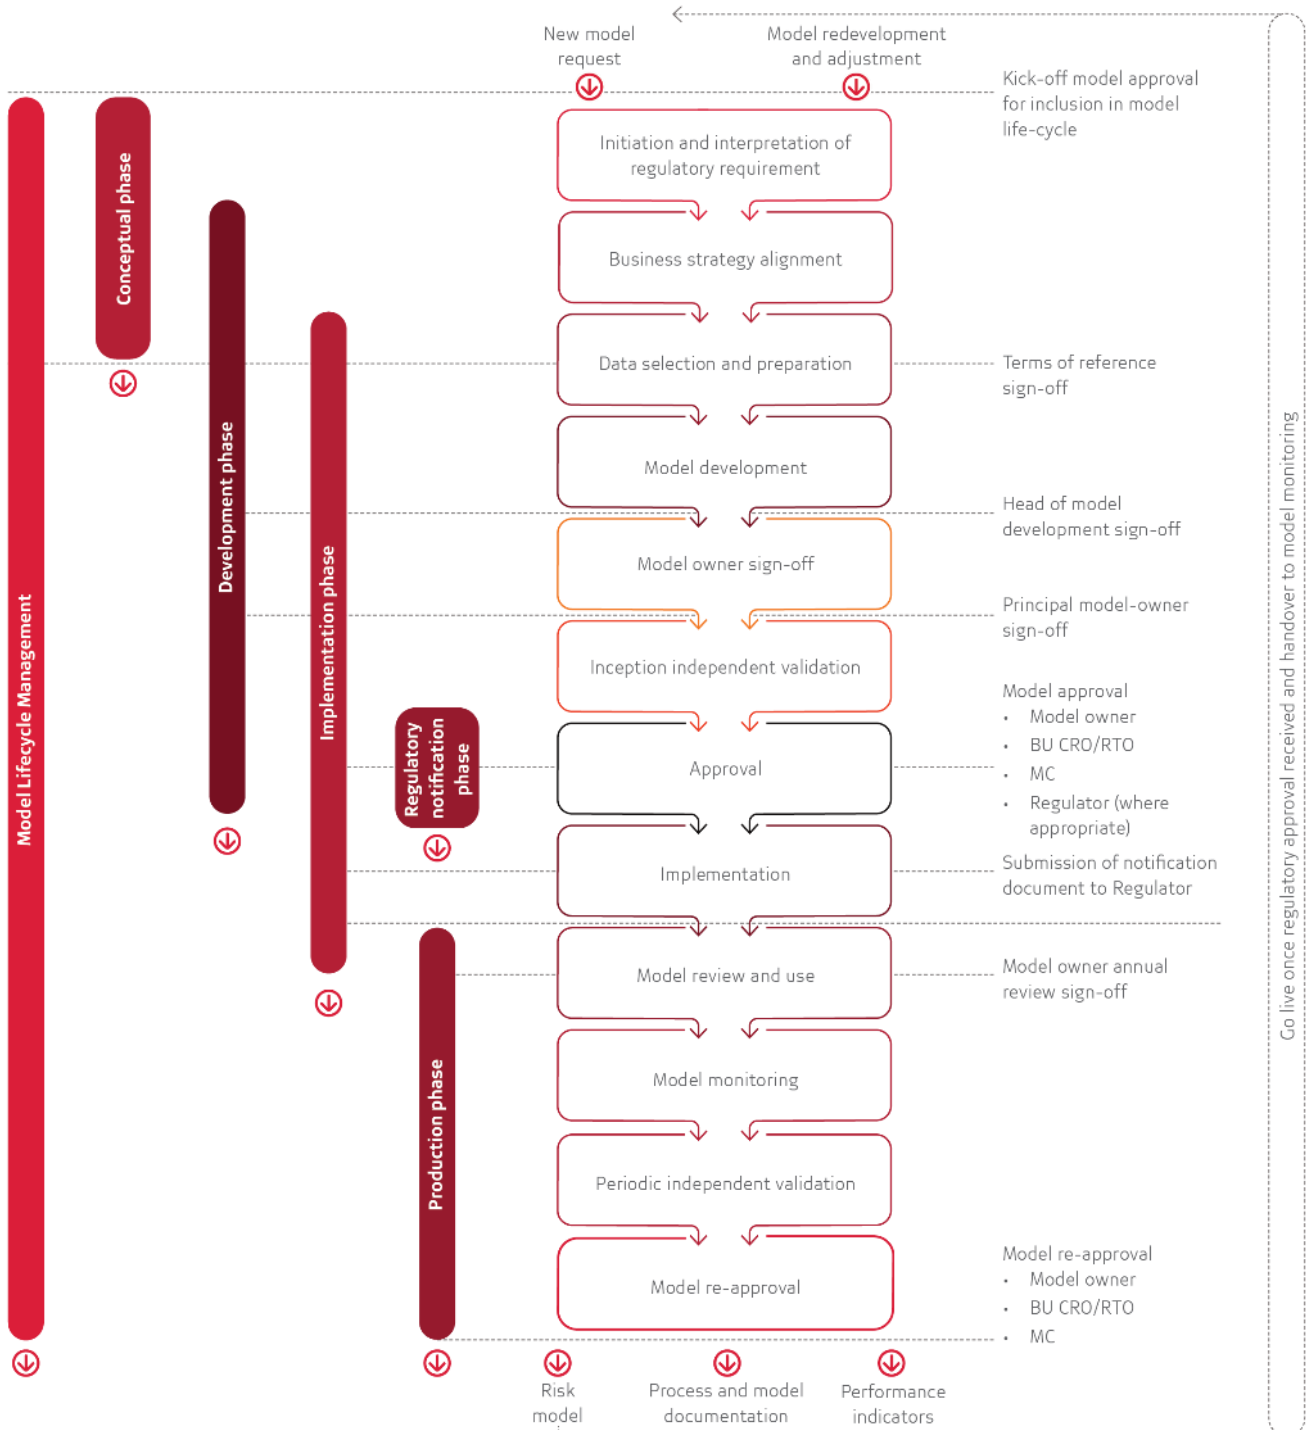 New model
request
Model redevelopment
and adjustment
Kick-off model approval
for inclusion in model
life-cycle
Initiation and interpretation of
regulatory requirement
Business strategy alignment
Data selection and preparation
Terms of reference
sign-off
Model development
Head of model
development sign-off
Model owner sign-off
Principal model-owner
sign-off
Inception independent validation
Model approval
• Model owner
• BU CRO/RTO
• MC
• Regulator (where
appropriate)
Approval
Implementation
Submission of notification
document to Regulator
Model review and use
Model owner annual
review sign-off
Model monitoring
Periodic independent validation
Model re-approval
Model re-approval
• Model owner
• BU CRO/RTO
• MC
Risk
model
Process and model
documentation
Performance
indicators
Model Lifecycle Management
Conceptual phase
Development phase
Implementation phase
Regulatory
notification
phase
Production phase
Go live once regulatory approval received and handover to model monitoring